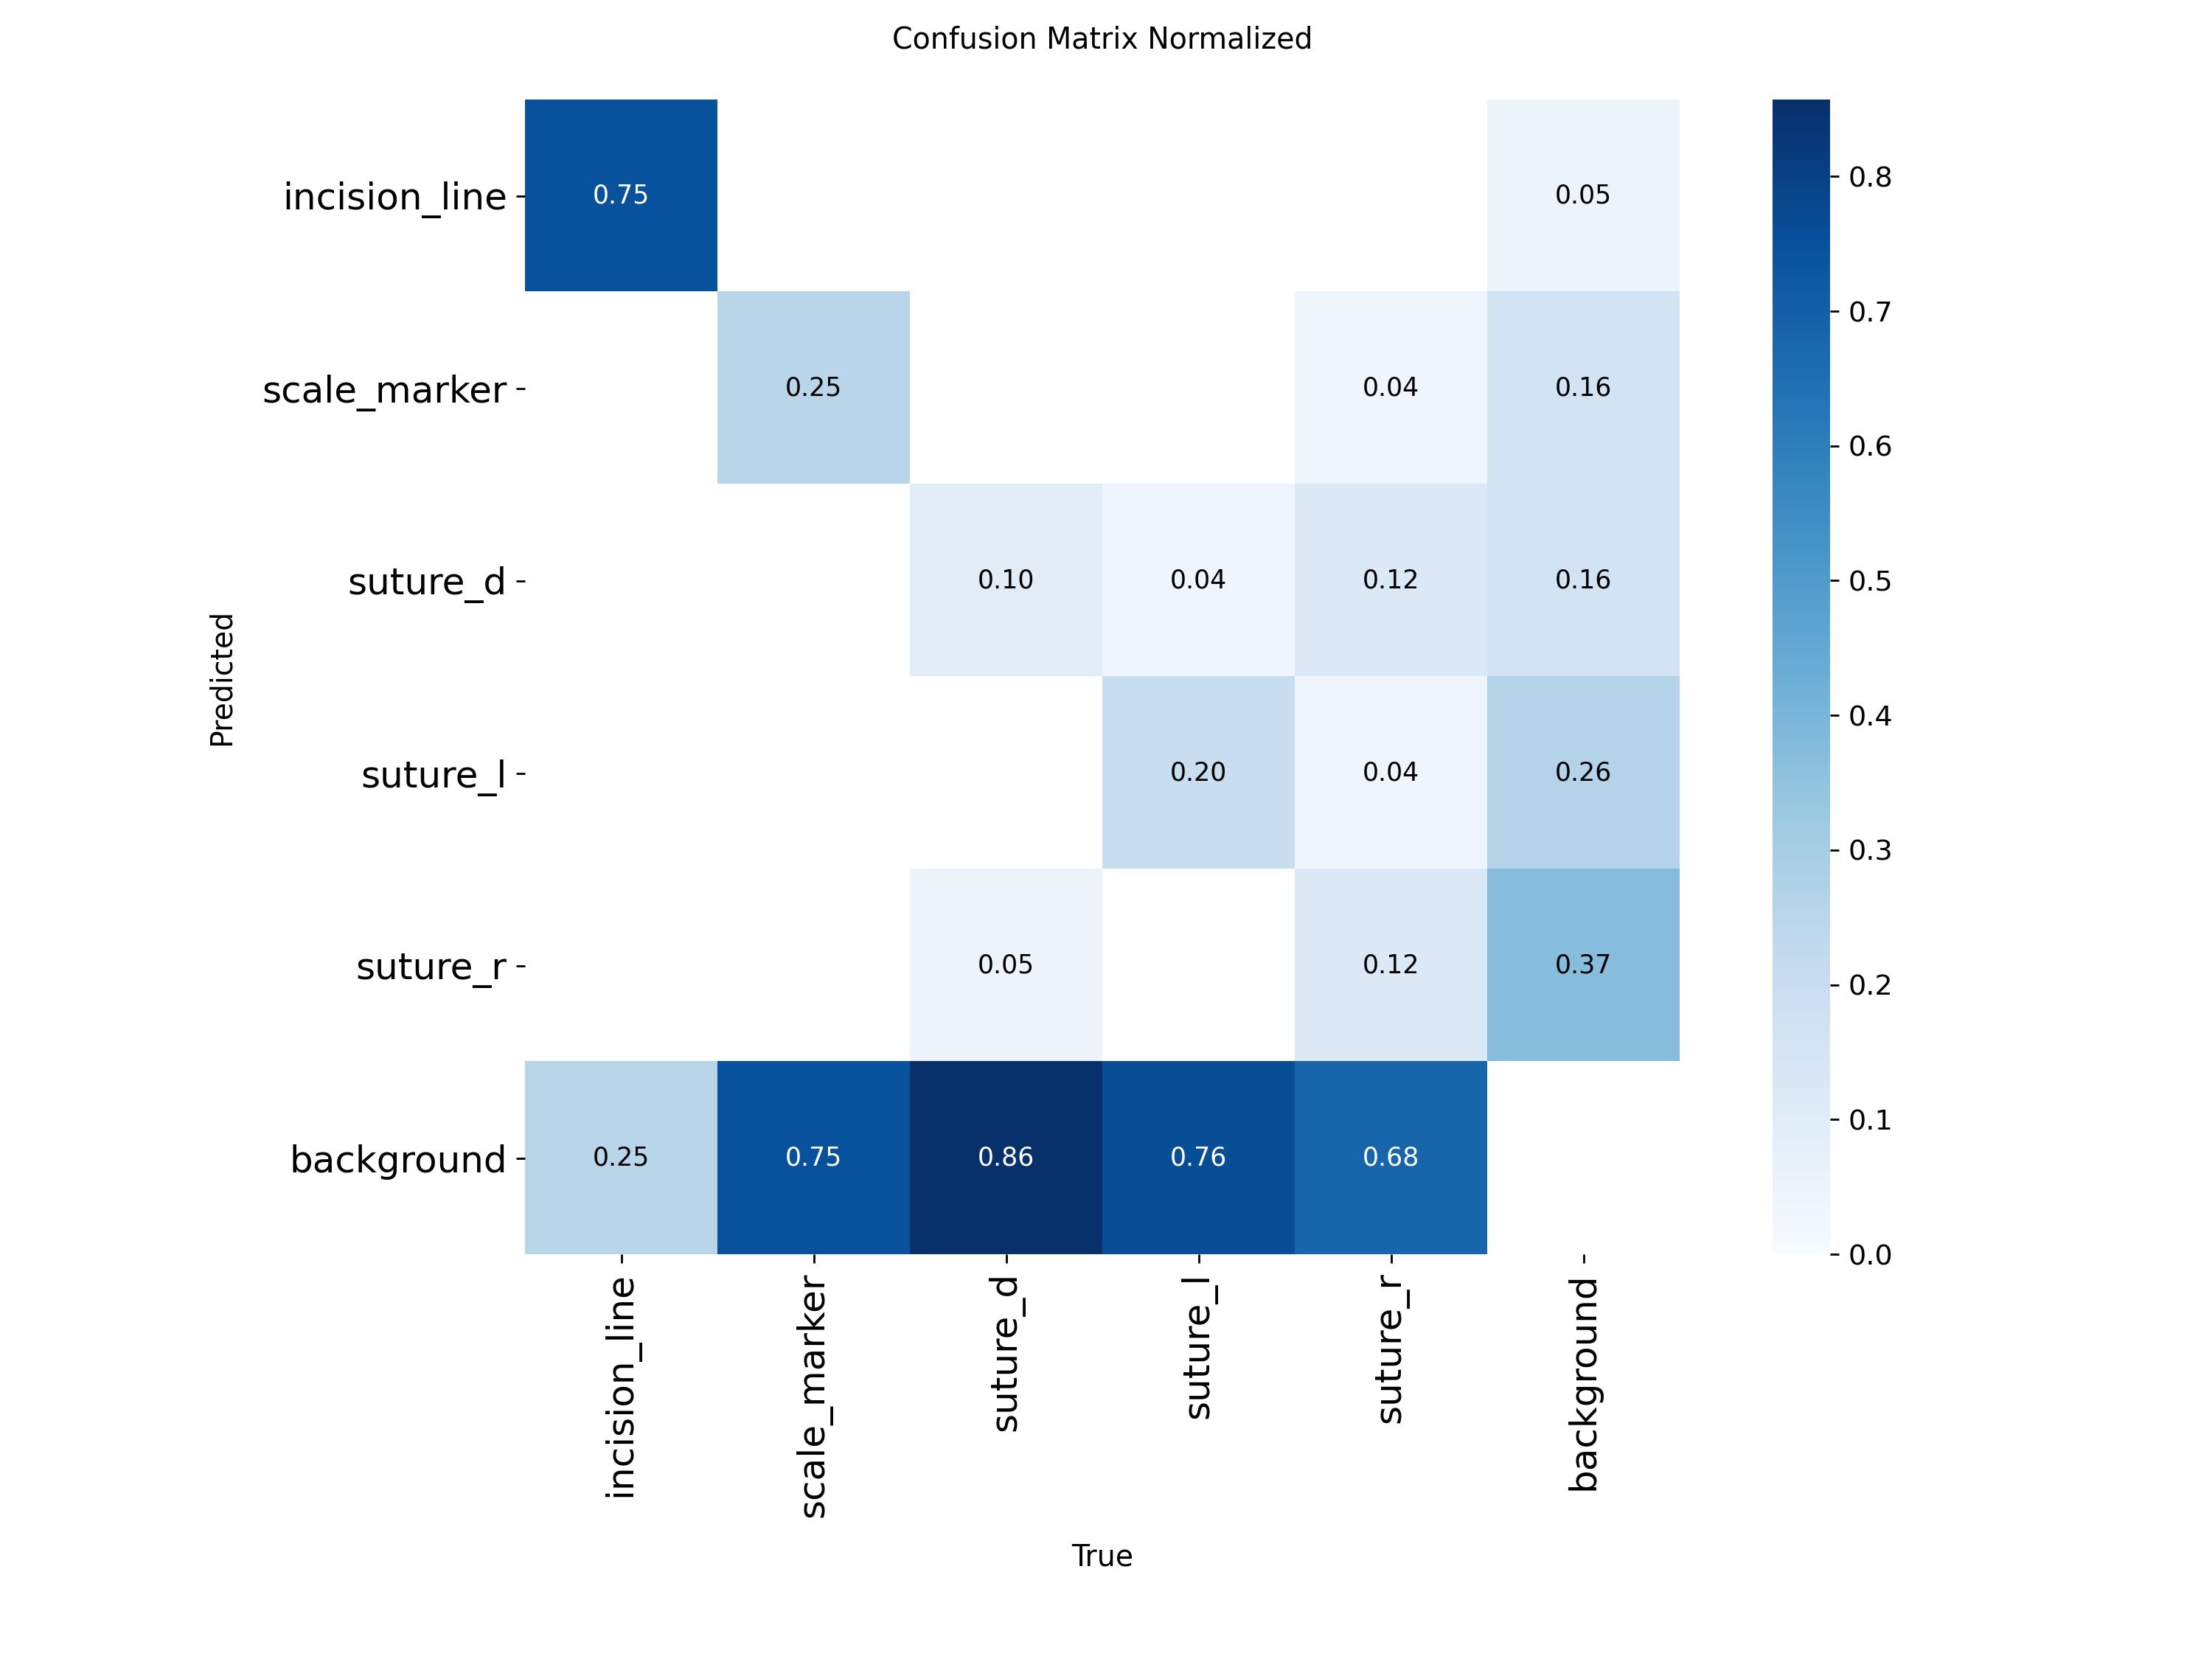 Confusion Matrix Normalized
incision_line 0.75 0.05 0.8
scale_marker 0.25 0.04 0.16 0.7
0.6
suture_d 0.10 0.04 0.12 0.16 0.5
Predicted
suture_l 0.20 0.04 0.26 0.4
0.3
suture_r 0.05 0.12 0.37 0.2
background 0.25 0.75 0.86 0.76 0.68 0.1
0.0
incision_line scale_marker suture_d suture_l suture_r background
True